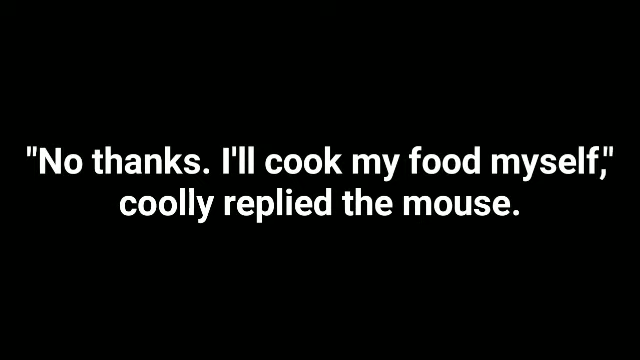 "No thanks. I'll cook my food myself,"
coolly replied the mouse.